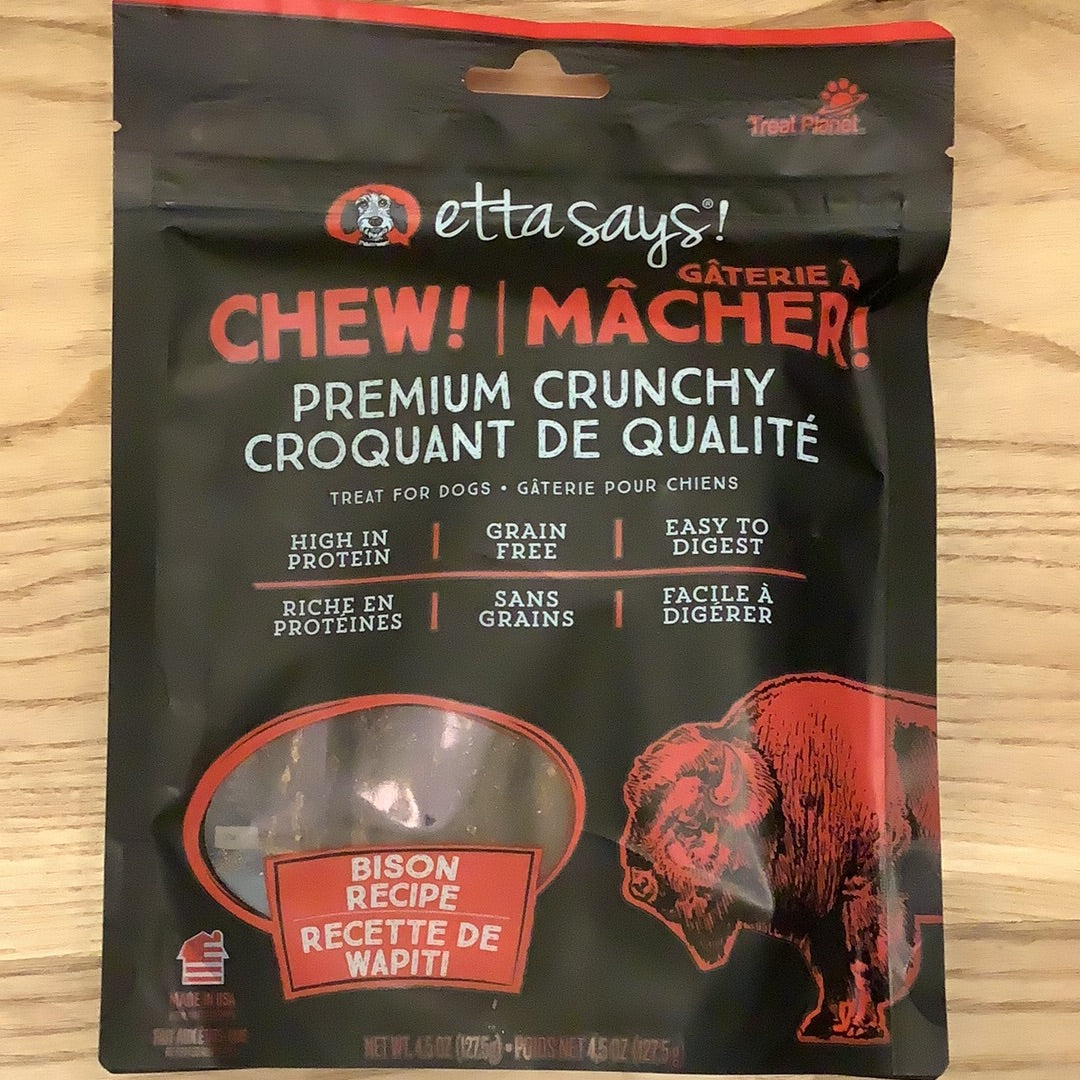 Treat Planet
etta says®!
GÂTERIE À
CHEW! | MÂCHER!
PREMIUM CRUNCHY
CROQUANT DE QUALITÉ
TREAT FOR DOGS • GÂTERIE POUR CHIENS
HIGH IN PROTEIN | GRAIN FREE | EASY TO DIGEST
RICHE EN PROTÉINES | SANS GRAINS | FACILE À DIGÉRER
BISON
RECIPE
RECETTE DE
WAPITI
MADE IN USA
NET WT. 4.5 OZ (127.5g) • POIDS NET 4.5 OZ (127.5 g)